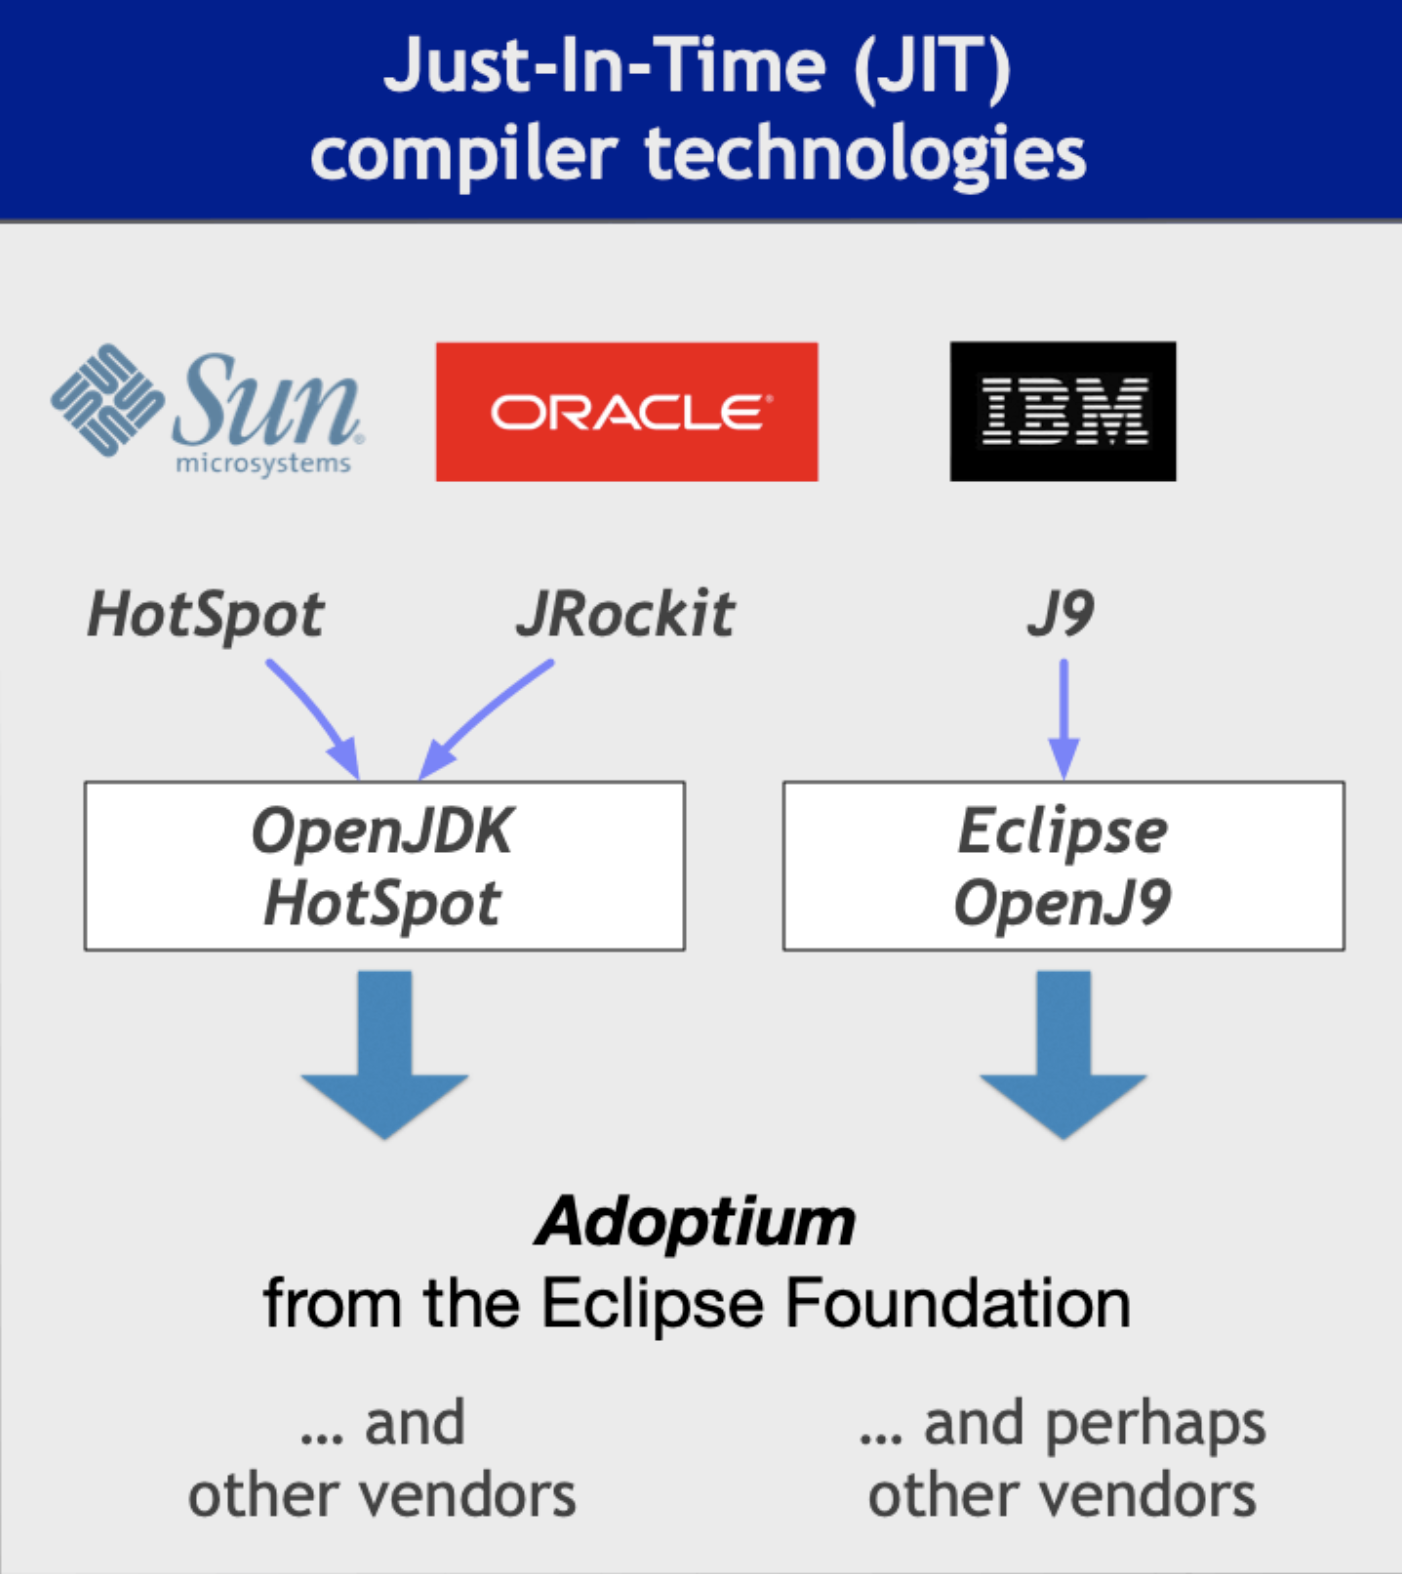 Just-In-Time (JIT)
compiler technologies
Sun®
microsystems
ORACLE®
IBM
HotSpot
JRockit
J9
OpenJDK
HotSpot
Eclipse
OpenJ9
Adoptium
from the Eclipse Foundation
… and
other vendors
… and perhaps
other vendors